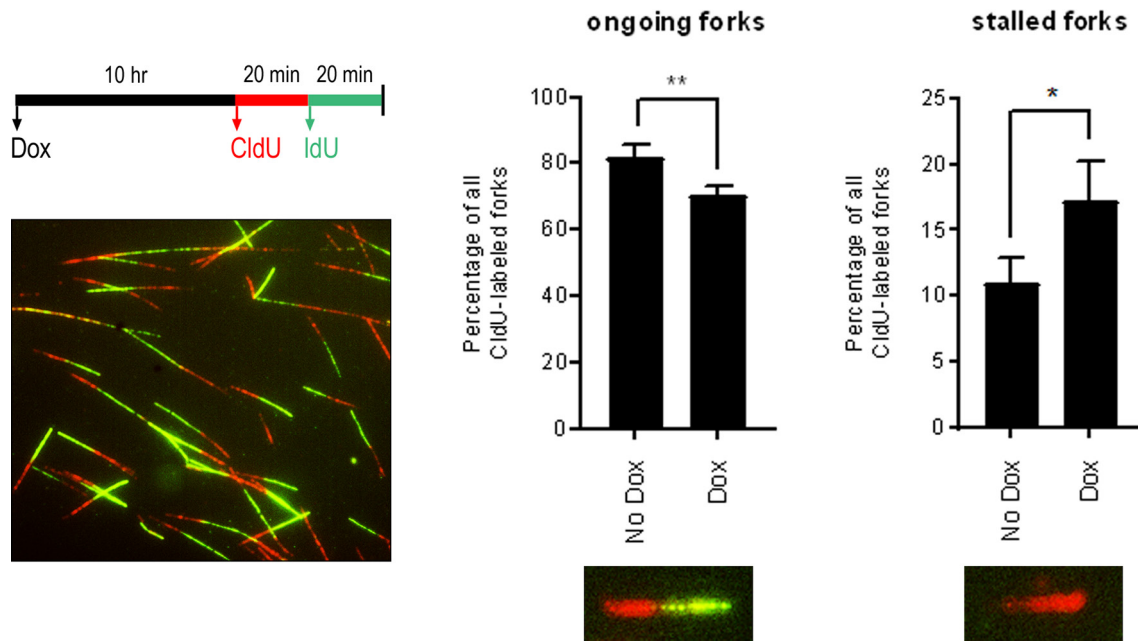 10 hr
20 min
20 min
Dox
CldU
IdU
ongoing forks
**
Percentage of all
CldU-labeled forks
100
80
60
40
20
0
No Dox
Dox
stalled forks
*
Percentage of all
CldU-labeled forks
25
20
15
10
5
0
No Dox
Dox